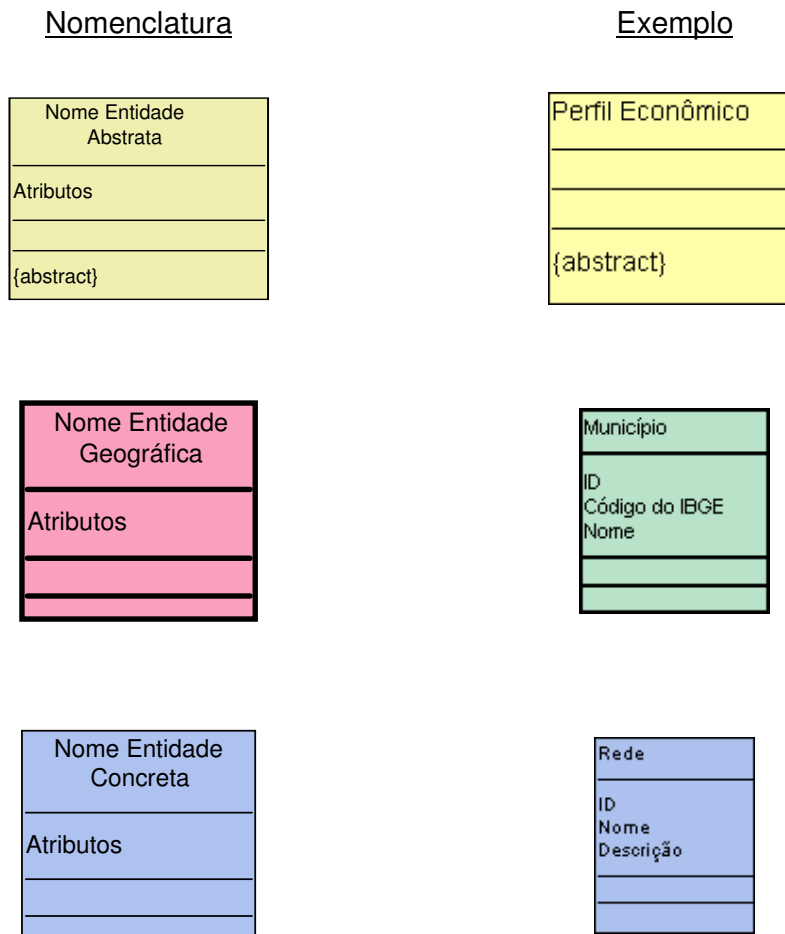 Nomenclatura
Exemplo
Nome Entidade
Abstrata
Atributos
{abstract}
Perfil Econômico
{abstract}
Nome Entidade
Geográfica
Atributos
Município
ID
Código do IBGE
Nome
Nome Entidade
Concreta
Atributos
Rede
ID
Nome
Descrição